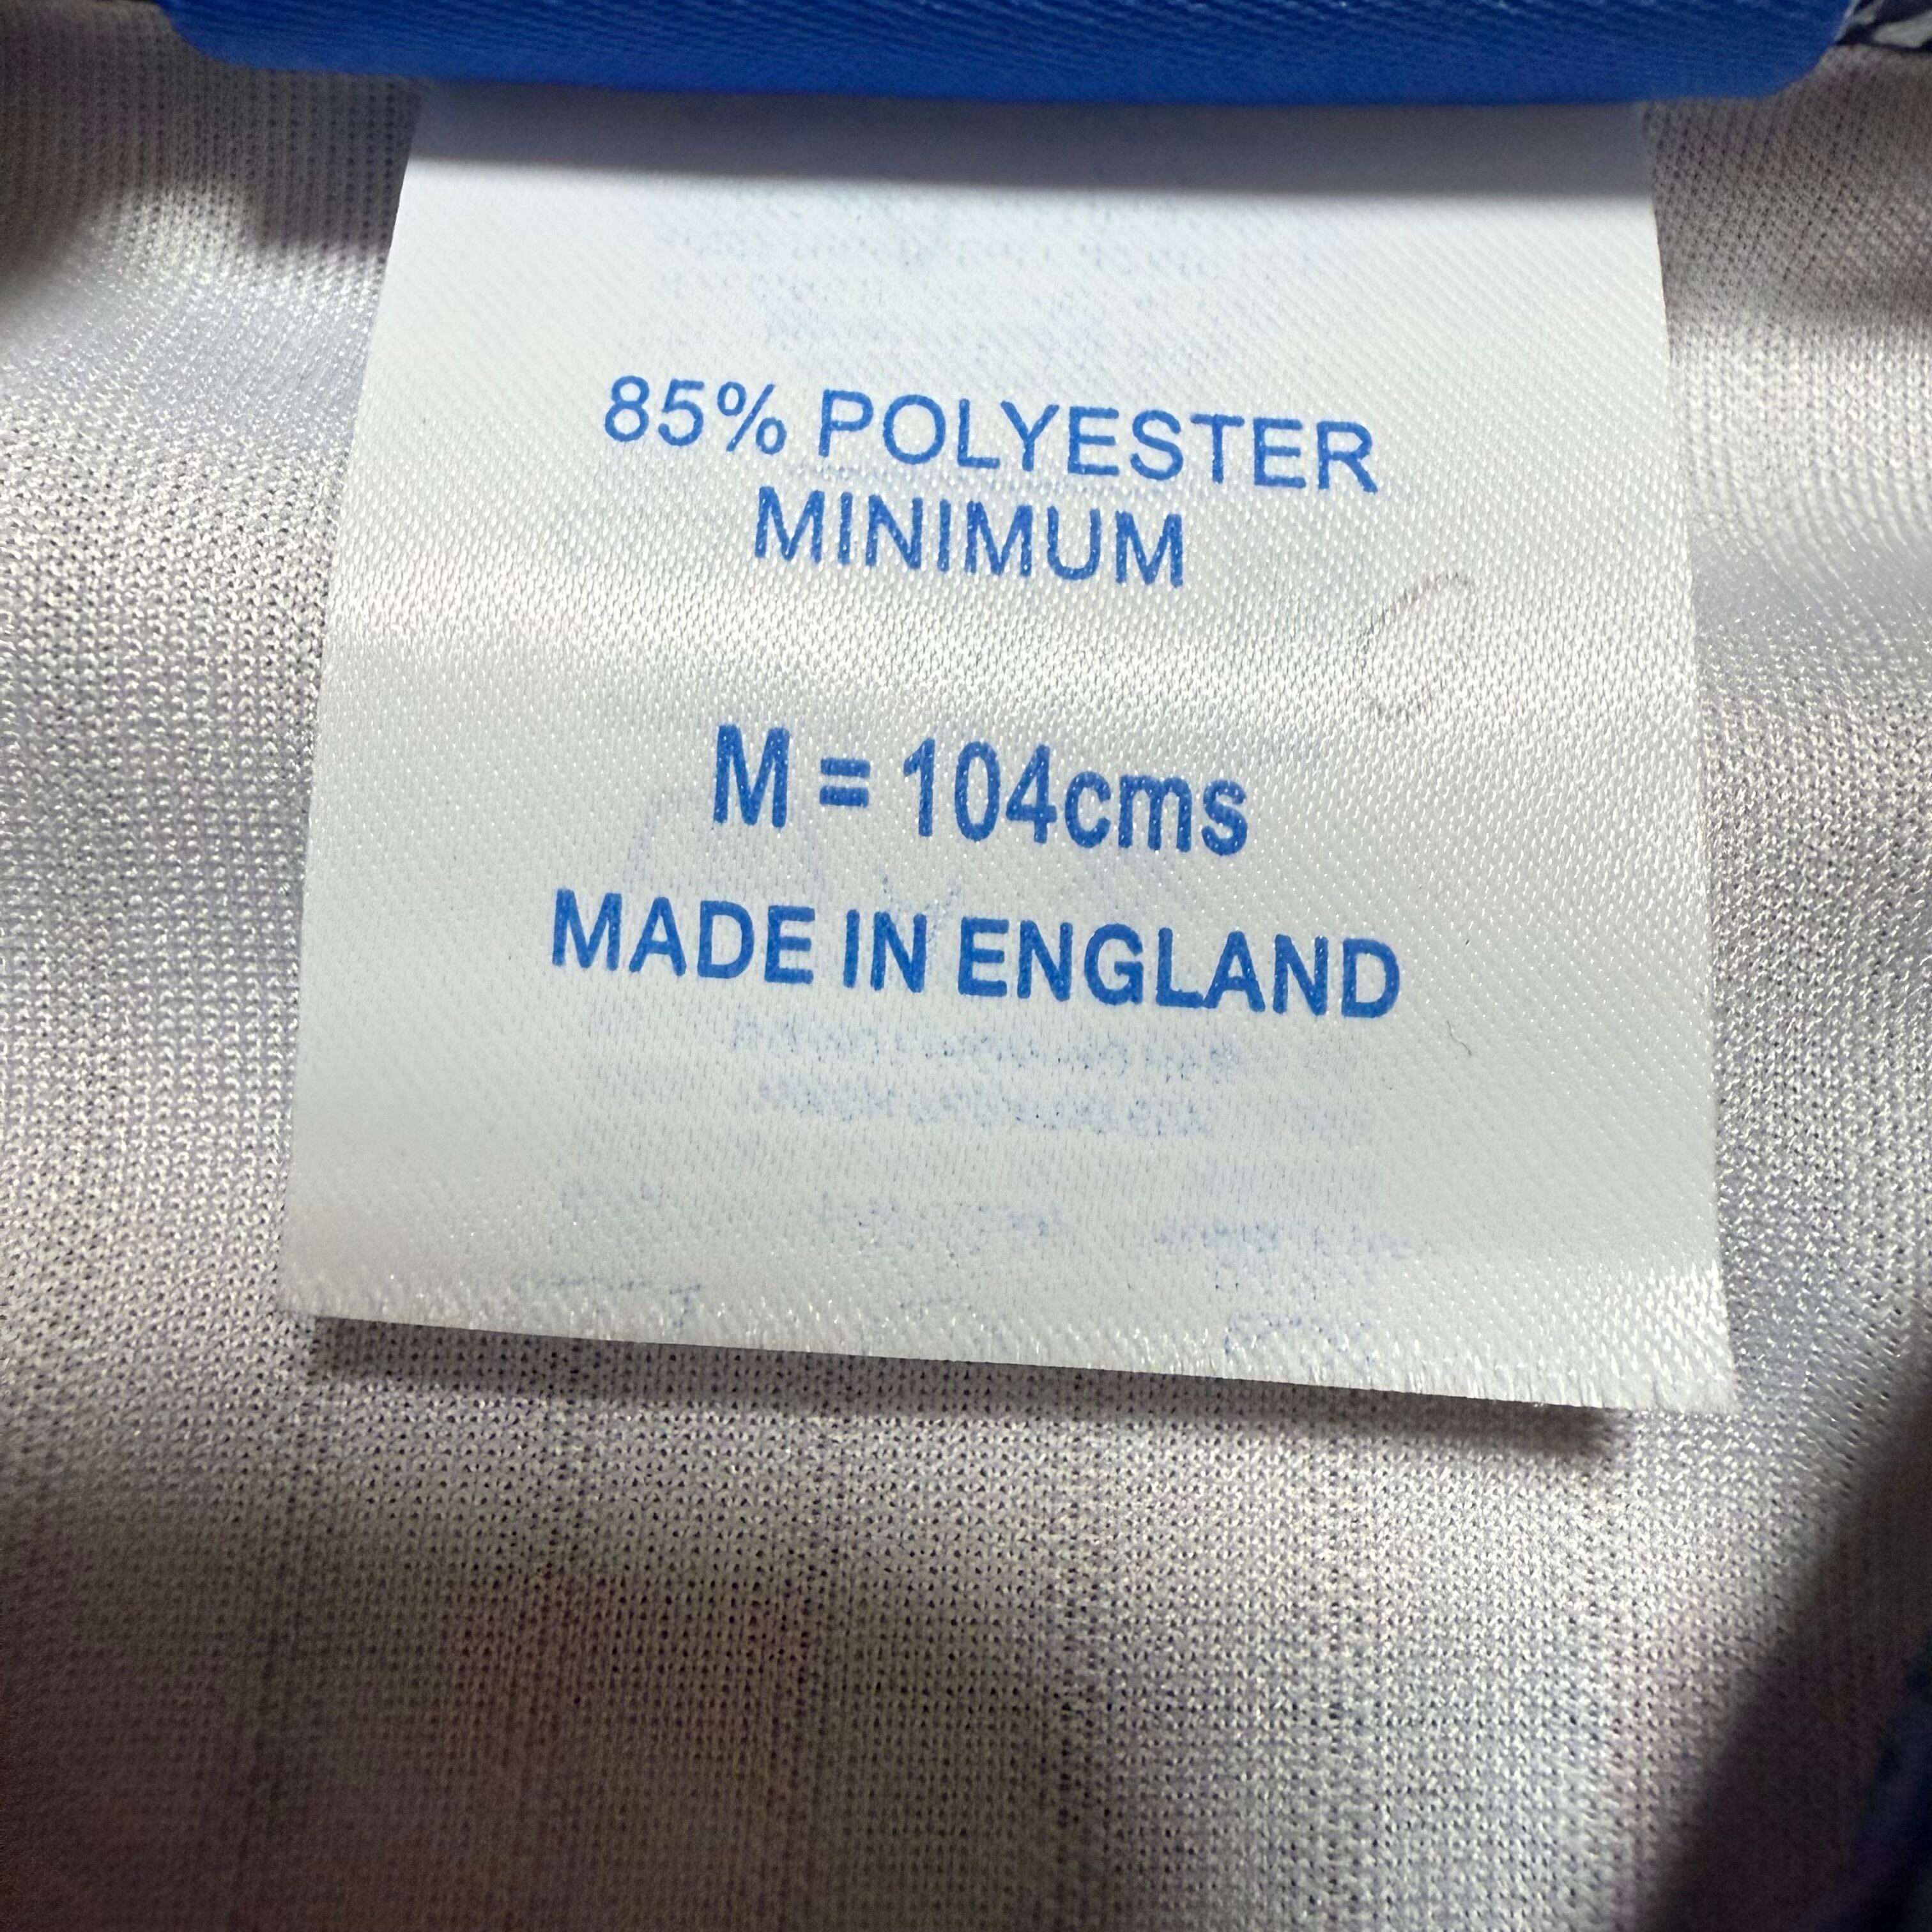 85% POLYESTER
MINIMUM
M = 104cms
MADE IN ENGLAND